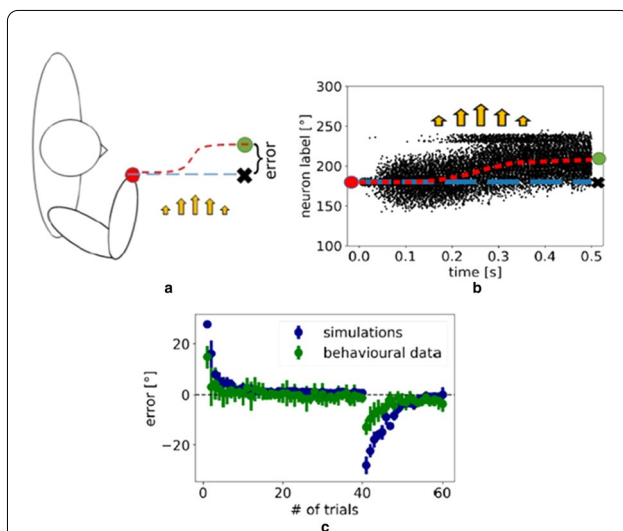 error
a
300
250
200
150
100
neuron label [°]
0.0 0.1 0.2 0.3 0.4 0.5
time [s]
b
simulations
behavioural data
20
0
−20
error [°]
0 20 40 60
# of trials
c